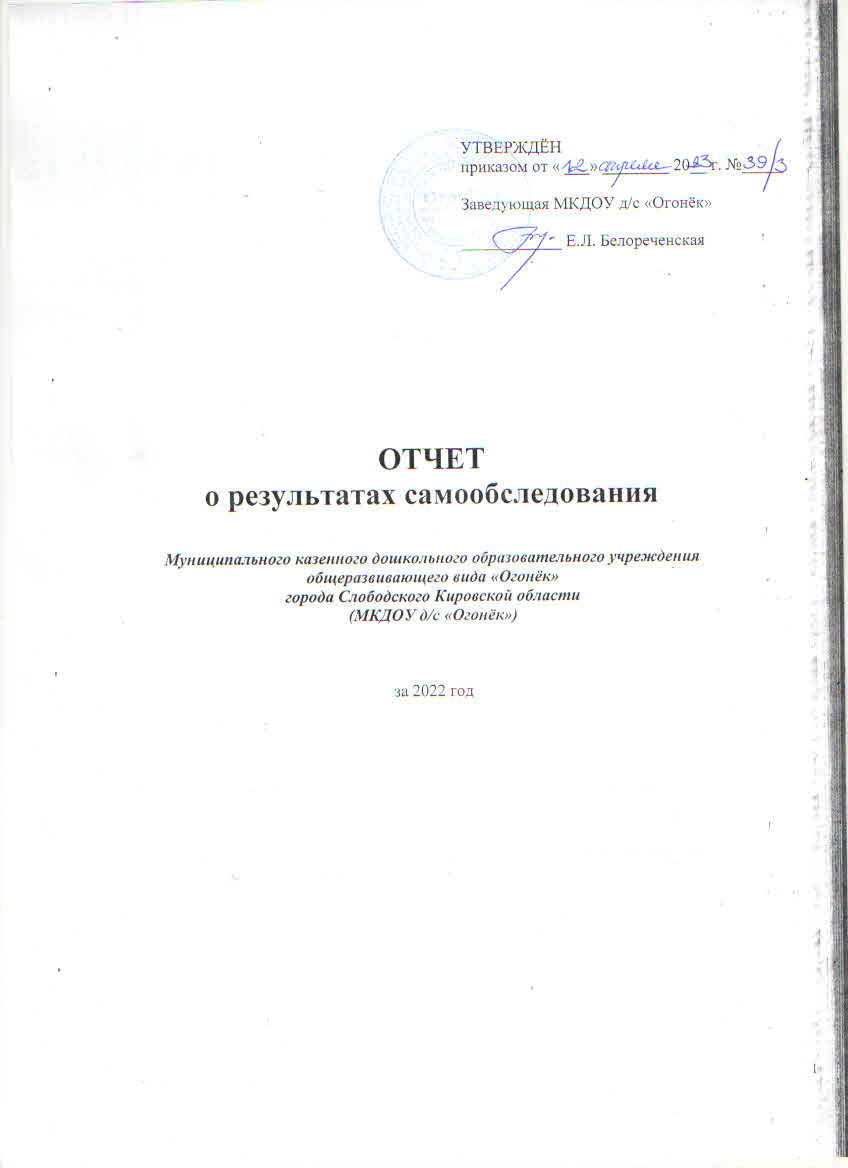 УТВЕРЖДЁН
приказом от «12» апреля 2023 г. № 39/3
Заведующая МКДОУ д/с «Огонёк»
Е.Л. Белореченская
ОТЧЕТ
о результатах самообследования
Муниципального казенного дошкольного образовательного учреждения
общеразвивающего вида «Огонёк»
города Слободского Кировской области
(МКДОУ д/с «Огонёк»)
за 2022 год
1